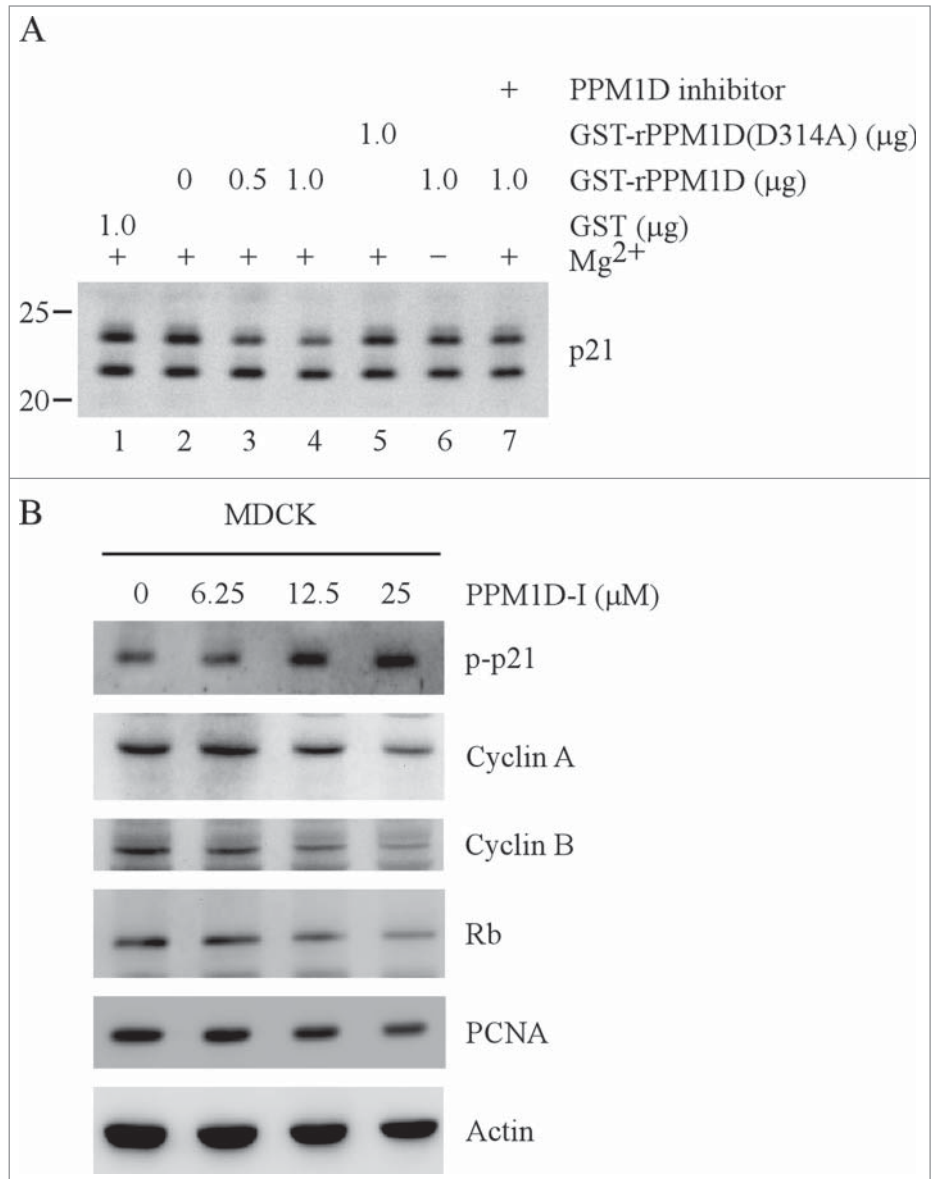 A
+ PPM1D inhibitor
1.0 GST-rPPM1D(D314A) (μg)
0 0.5 1.0 1.0 1.0 GST-rPPM1D (μg)
1.0 GST (μg)
+ + + + + − + Mg2+
25
p21
20
1 2 3 4 5 6 7
B
MDCK
0 6.25 12.5 25 PPM1D-I (μM)
p-p21
Cyclin A
Cyclin B
Rb
PCNA
Actin